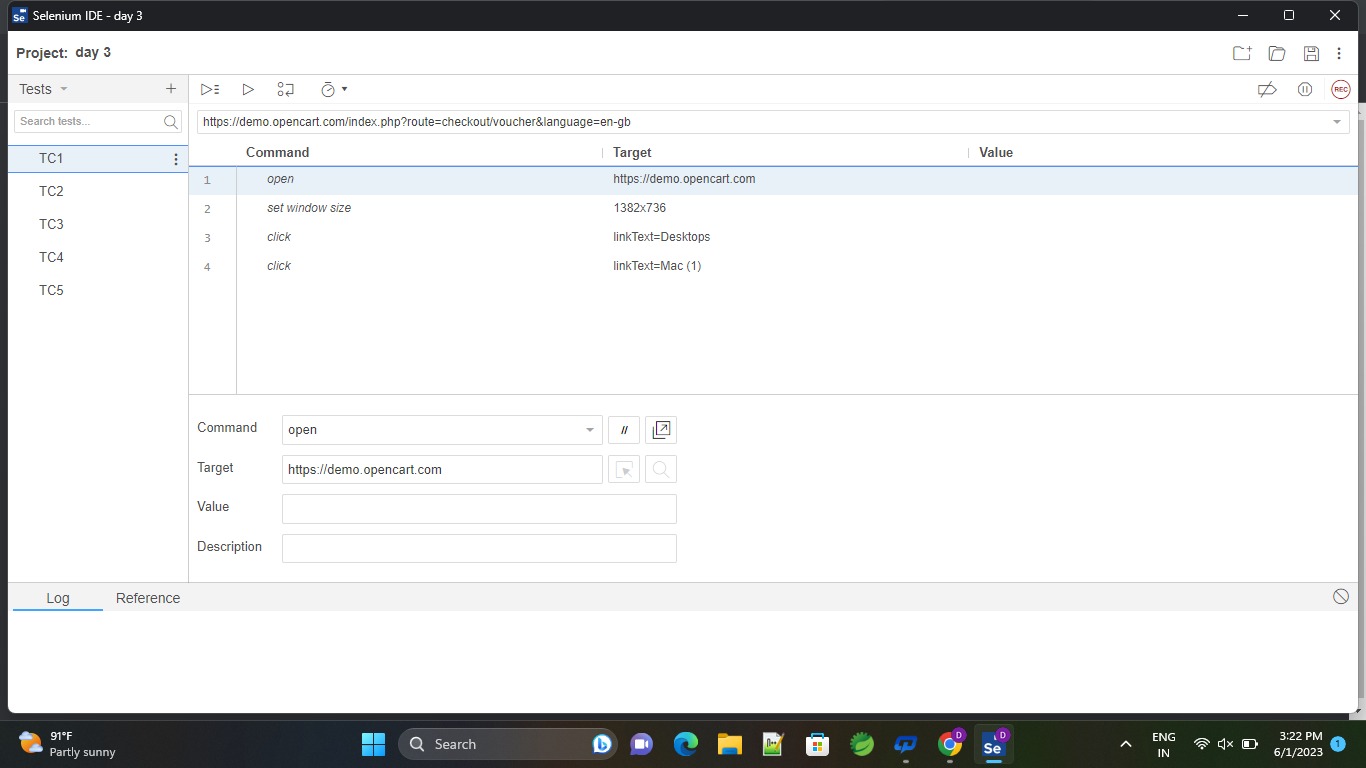 Selenium IDE - day 3
Project: day 3
Tests
Search tests...
TC1
TC2
TC3
TC4
TC5
REC
https://demo.opencart.com/index.php?route=checkout/voucher&language=en-gb
Command Target Value
1 open https://demo.opencart.com
2 set window size 1382x736
3 click linkText=Desktops
4 click linkText=Mac (1)
Command open //
Target https://demo.opencart.com
Value
Description
Log Reference
91°F
Partly sunny
Search
D
Se D
ENG
IN
3:22 PM
6/1/2023
1